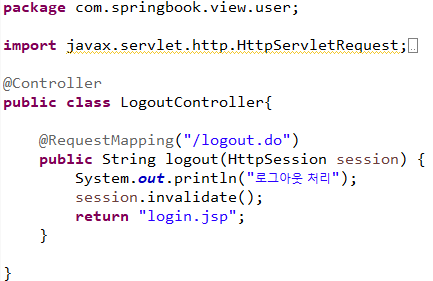 package com.springbook.view.user;
import javax.servlet.http.HttpServletRequest;
@Controller
public class LogoutController{
@RequestMapping("/logout.do")
public String logout(HttpSession session) {
System.out.println("로그아웃 처리");
session.invalidate();
return "login.jsp";
}
}